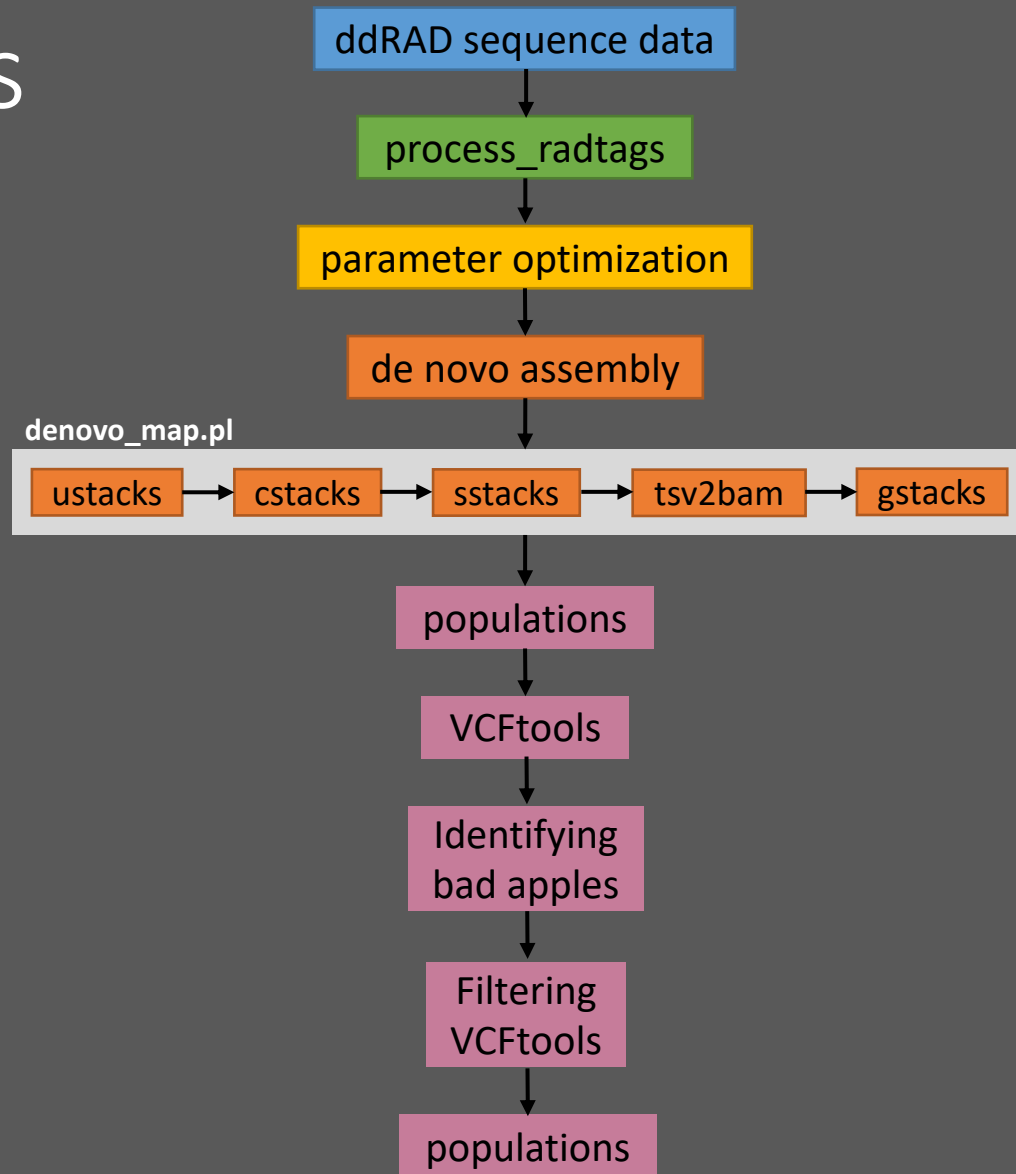 S
ddRAD sequence data
process_radtags
parameter optimization
de novo assembly
denovo_map.pl
ustacks
cstacks
sstacks
tsv2bam
gstacks
populations
VCFtools
Identifying
bad apples
Filtering
VCFtools
populations